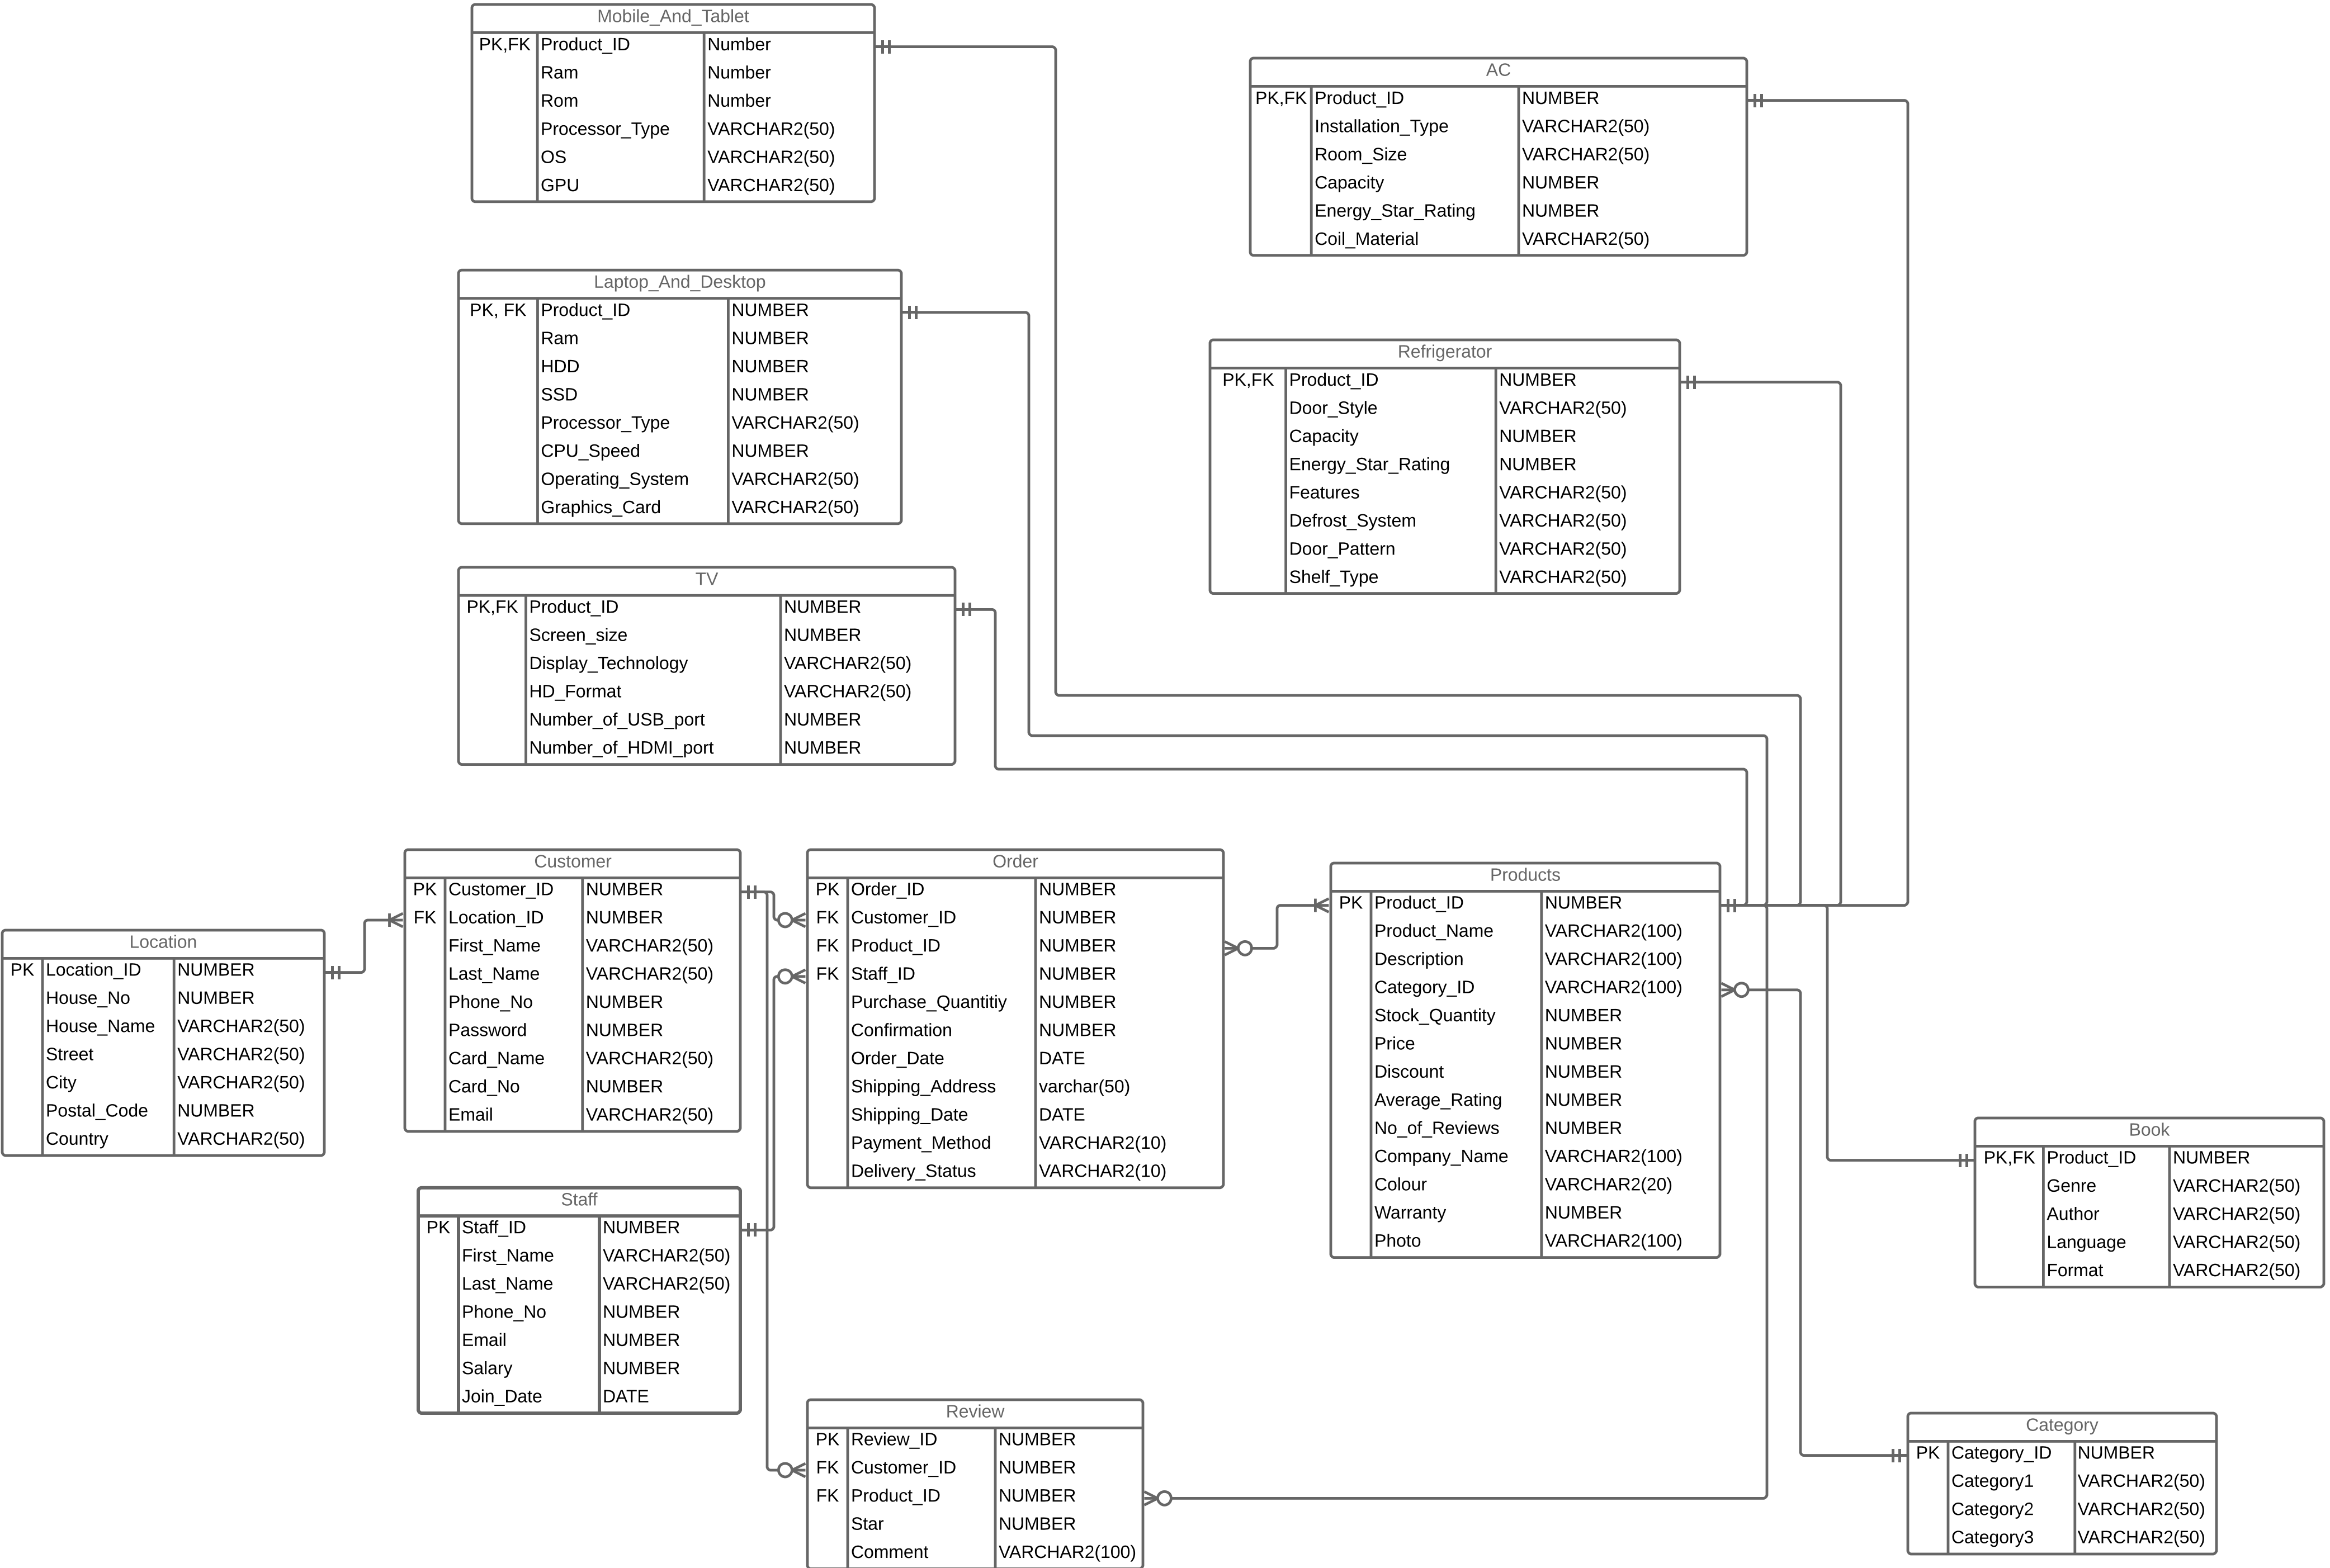 Mobile_And_Tablet
PK,FK Product_ID Number
Ram Number
Rom Number
Processor_Type VARCHAR2(50)
OS VARCHAR2(50)
GPU VARCHAR2(50)
AC
PK,FK Product_ID NUMBER
Installation_Type VARCHAR2(50)
Room_Size VARCHAR2(50)
Capacity NUMBER
Energy_Star_Rating NUMBER
Coil_Material VARCHAR2(50)
Laptop_And_Desktop
PK, FK Product_ID NUMBER
Ram NUMBER
HDD NUMBER
SSD NUMBER
Processor_Type VARCHAR2(50)
CPU_Speed NUMBER
Operating_System VARCHAR2(50)
Graphics_Card VARCHAR2(50)
Refrigerator
PK,FK Product_ID NUMBER
Door_Style VARCHAR2(50)
Capacity NUMBER
Energy_Star_Rating NUMBER
Features VARCHAR2(50)
Defrost_System VARCHAR2(50)
Door_Pattern VARCHAR2(50)
Shelf_Type VARCHAR2(50)
TV
PK,FK Product_ID NUMBER
Screen_size NUMBER
Display_Technology VARCHAR2(50)
HD_Format VARCHAR2(50)
Number_of_USB_port NUMBER
Number_of_HDMI_port NUMBER
Location
PK Location_ID NUMBER
House_No NUMBER
House_Name VARCHAR2(50)
Street VARCHAR2(50)
City VARCHAR2(50)
Postal_Code NUMBER
Country VARCHAR2(50)
Customer
PK Customer_ID NUMBER
FK Location_ID NUMBER
First_Name VARCHAR2(50)
Last_Name VARCHAR2(50)
Phone_No NUMBER
Password NUMBER
Card_Name VARCHAR2(50)
Card_No NUMBER
Email VARCHAR2(50)
Order
PK Order_ID NUMBER
FK Customer_ID NUMBER
FK Product_ID NUMBER
FK Staff_ID NUMBER
Purchase_Quantitiy NUMBER
Confirmation NUMBER
Order_Date DATE
Shipping_Address varchar(50)
Shipping_Date DATE
Payment_Method VARCHAR2(10)
Delivery_Status VARCHAR2(10)
Products
PK Product_ID NUMBER
Product_Name VARCHAR2(100)
Description VARCHAR2(100)
Category_ID VARCHAR2(100)
Stock_Quantity NUMBER
Price NUMBER
Discount NUMBER
Average_Rating NUMBER
No_of_Reviews NUMBER
Company_Name VARCHAR2(100)
Colour VARCHAR2(20)
Warranty NUMBER
Photo VARCHAR2(100)
Book
PK,FK Product_ID NUMBER
Genre VARCHAR2(50)
Author VARCHAR2(50)
Language VARCHAR2(50)
Format VARCHAR2(50)
Staff
PK Staff_ID NUMBER
First_Name VARCHAR2(50)
Last_Name VARCHAR2(50)
Phone_No NUMBER
Email NUMBER
Salary NUMBER
Join_Date DATE
Review
PK Review_ID NUMBER
FK Customer_ID NUMBER
FK Product_ID NUMBER
Star NUMBER
Comment VARCHAR2(100)
Category
PK Category_ID NUMBER
Category1 VARCHAR2(50)
Category2 VARCHAR2(50)
Category3 VARCHAR2(50)